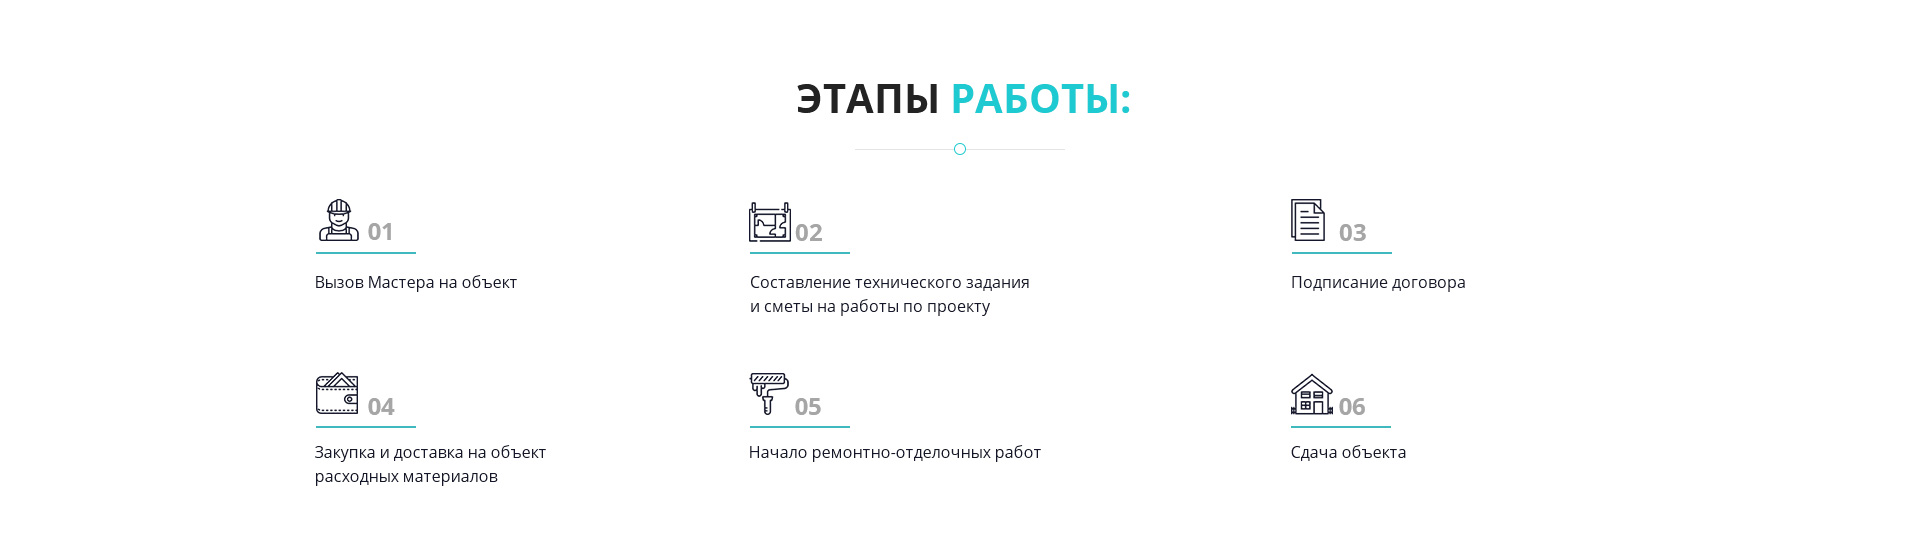 ЭТАПЫ РАБОТЫ:
01
Вызов Мастера на объект
02
Составление технического задания
и сметы на работы по проекту
03
Подписание договора
04
Закупка и доставка на объект
расходных материалов
05
Начало ремонтно-отделочных работ
06
Сдача объекта